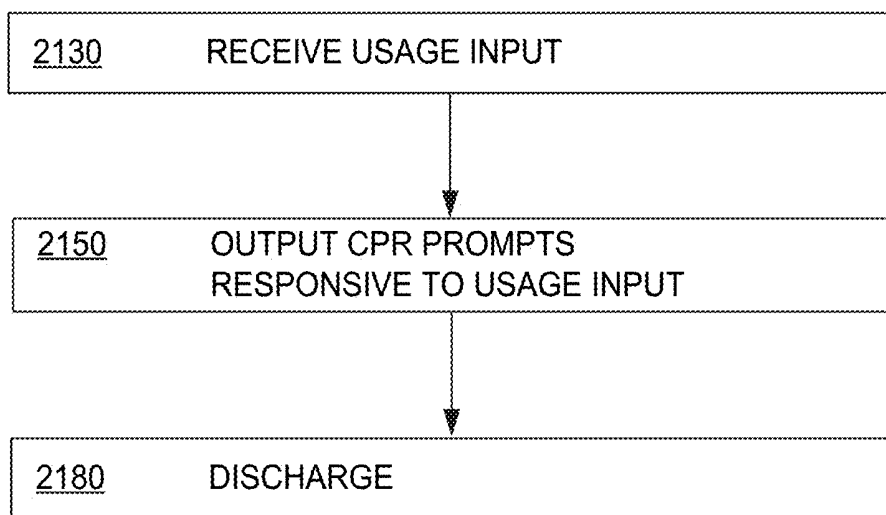 2130 RECEIVE USAGE INPUT
2150 OUTPUT CPR PROMPTS
RESPONSIVE TO USAGE INPUT
2180 DISCHARGE